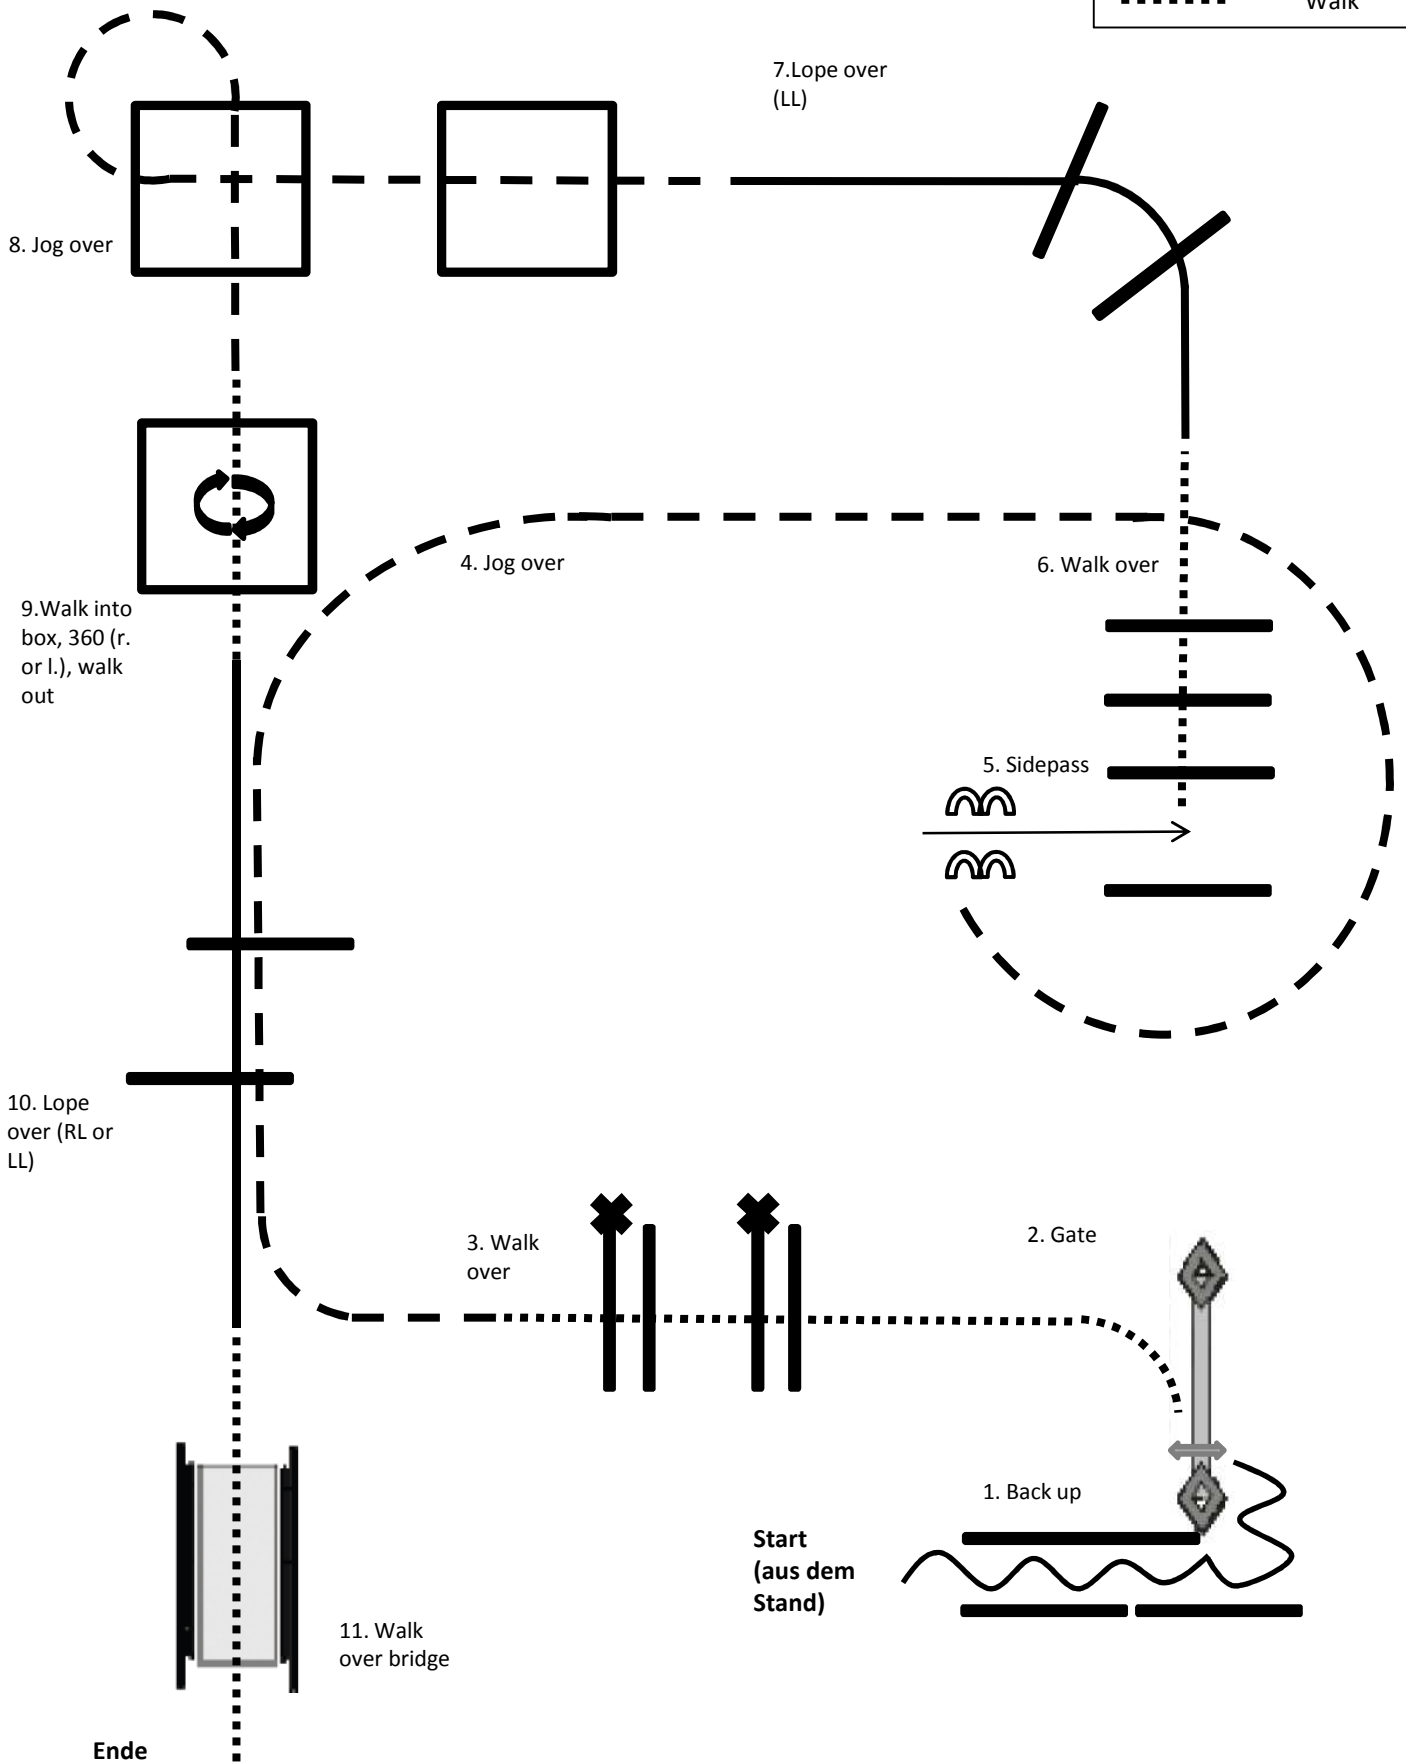 Walk
7.Lope over
(LL)
8. Jog over
4. Jog over
6. Walk over
9.Walk into
box, 360 (r.
or l.), walk
out
5. Sidepass
10. Lope
over (RL or
LL)
3. Walk
over
2. Gate
1. Back up
Start
(aus dem
Stand)
11. Walk
over bridge
Ende